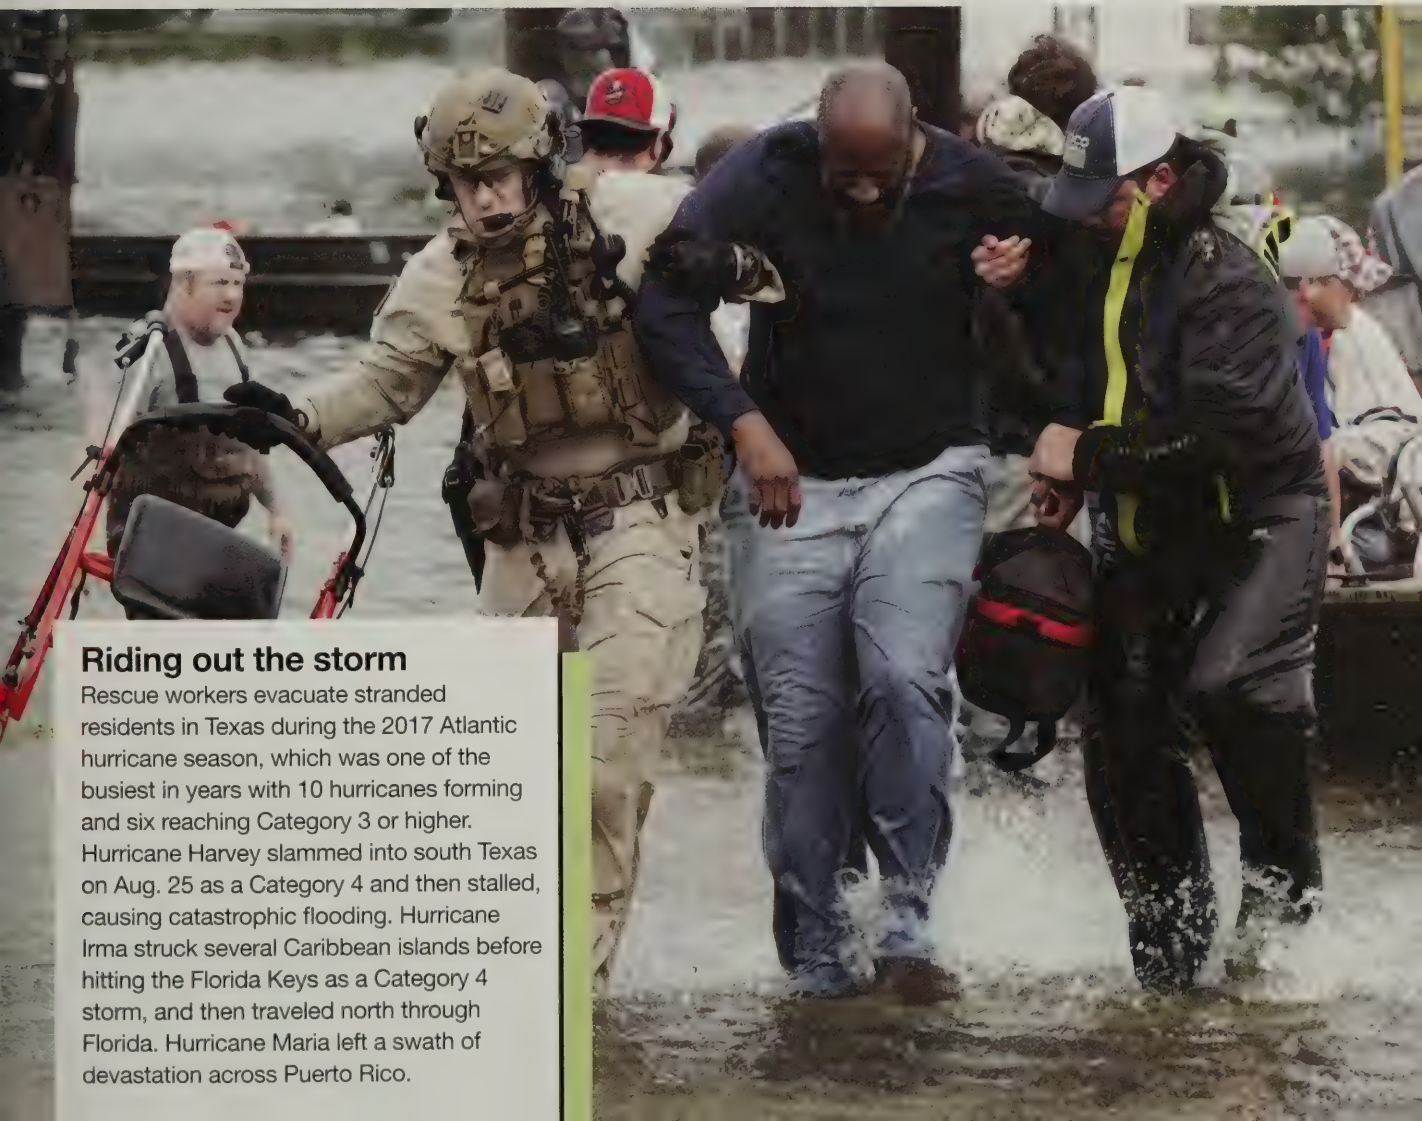 Riding out the storm
Rescue workers evacuate stranded
residents in Texas during the 2017 Atlantic
hurricane season, which was one of the
busiest in years with 10 hurricanes forming
and six reaching Category 3 or higher.
Hurricane Harvey slammed into south Texas
on Aug. 25 as a Category 4 and then stalled,
causing catastrophic flooding. Hurricane
Irma struck several Caribbean islands before
hitting the Florida Keys as a Category 4
storm, and then traveled north through
Florida. Hurricane Maria left a swath of
devastation across Puerto Rico.